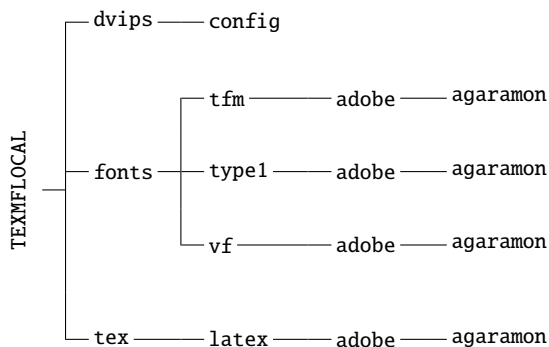 TEXMFLOCAL
dvips config
fonts
tfm adobe agaramon
type1 adobe agaramon
vf adobe agaramon
tex latex adobe agaramon